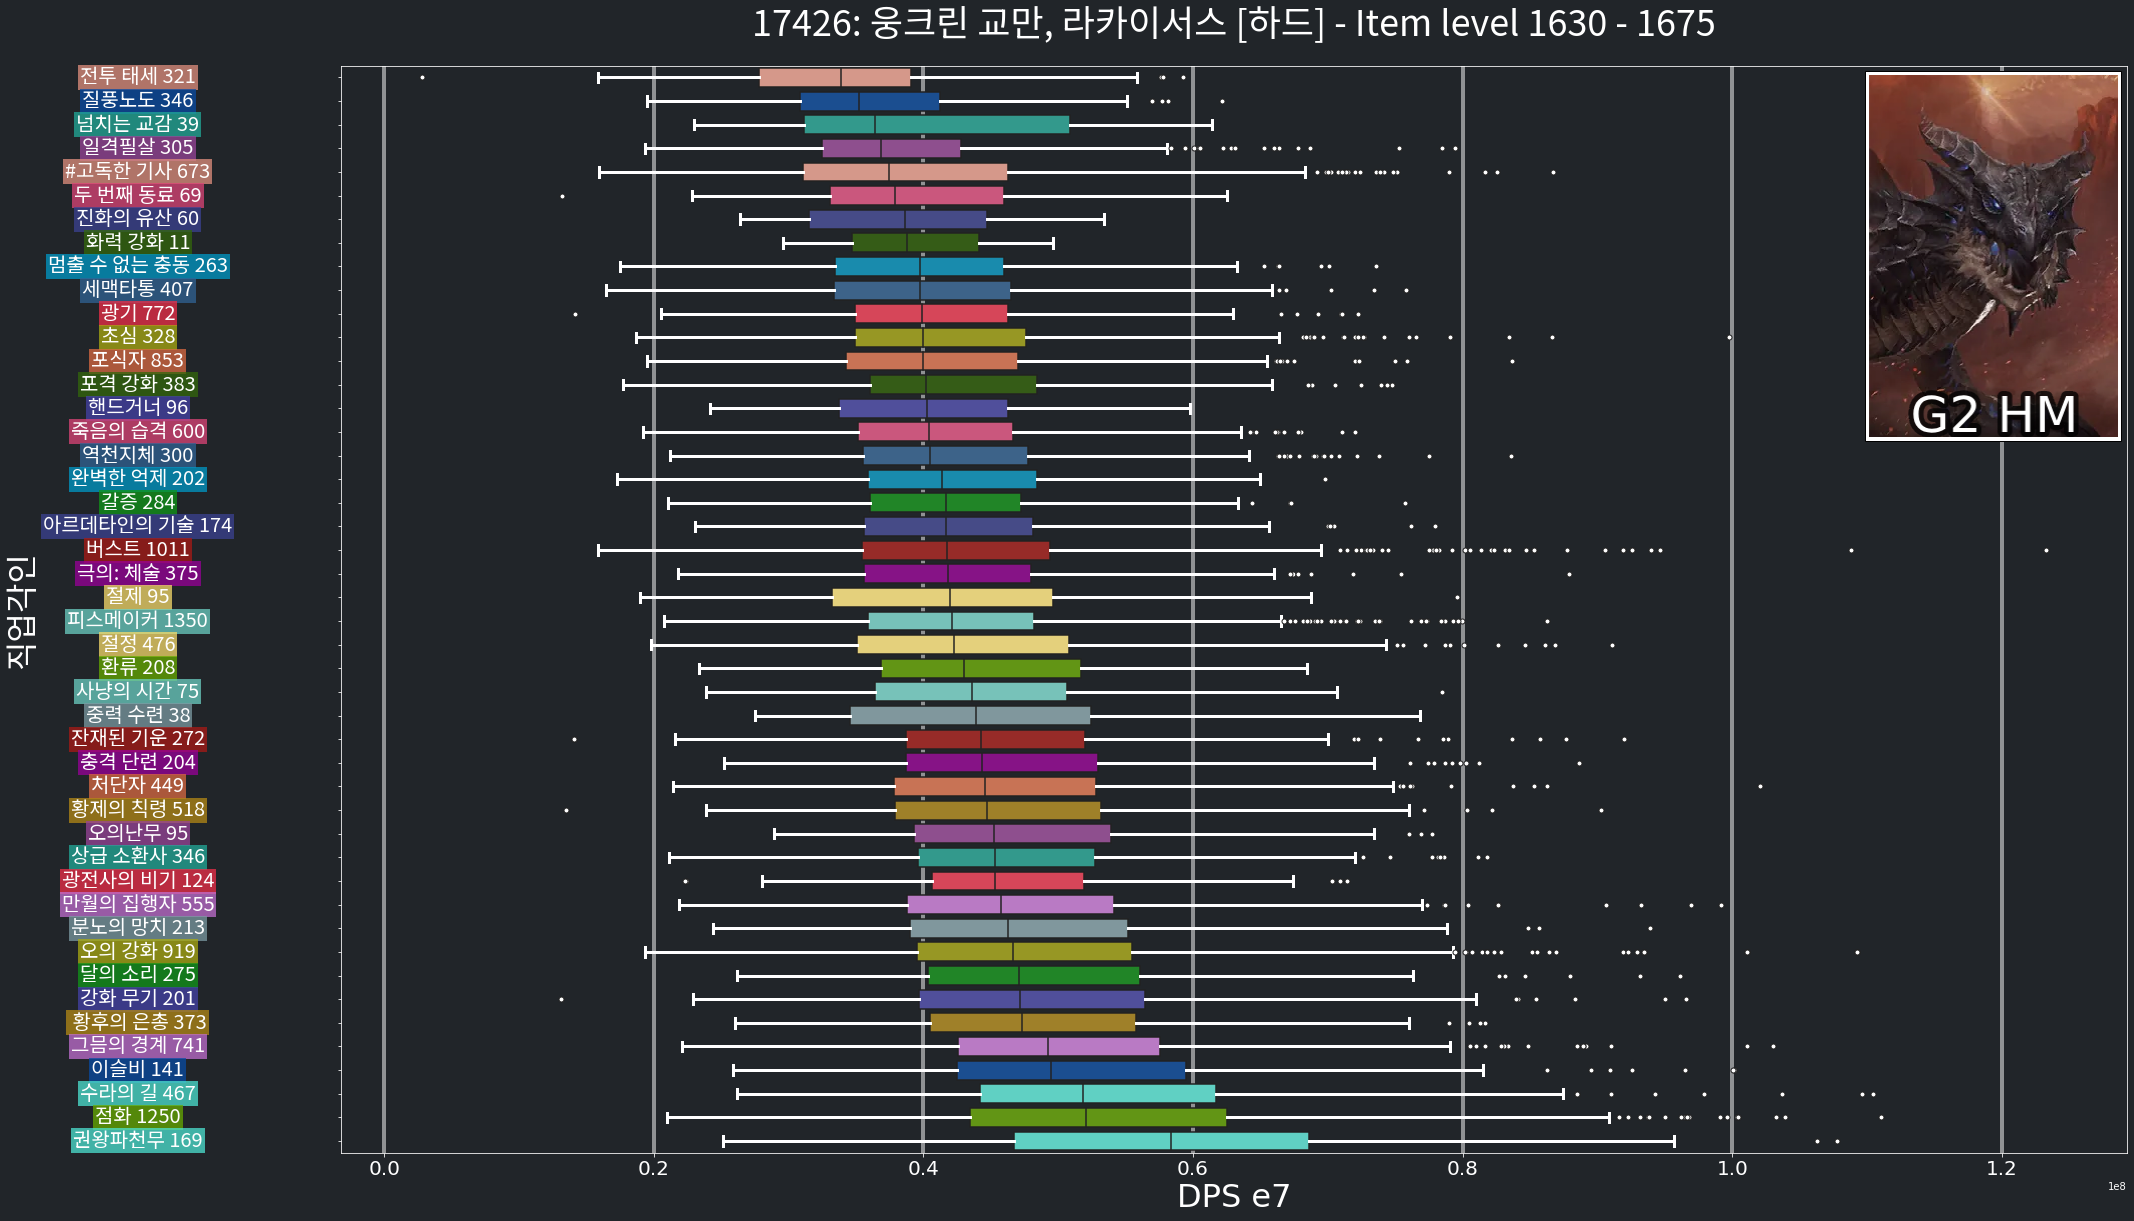 17426: 웅크린 교만, 라카이서스 [하드] - Item level 1630 - 1675
전투 태세 321
질풍노도 346
넘치는 교감 39
일격필살 305
#고독한 기사 673
두 번째 동료 69
진화의 유산 60
화력 강화 11
멈출 수 없는 충동 263
세맥타통 407
광기 772
초심 328
포식자 853
포격 강화 383
핸드거너 96
죽음의 습격 600
역천지체 300
완벽한 억제 202
갈증 284
아르데타인의 기술 174
버스트 1011
극의: 체술 375
절제 95
피스메이커 1350
절정 476
환류 208
사냥의 시간 75
중력 수련 38
잔재된 기운 272
충격 단련 204
처단자 449
황제의 칙령 518
오의난무 95
상급 소환사 346
광전사의 비기 124
만월의 집행자 555
분노의 망치 213
오의 강화 919
달의 소리 275
강화 무기 201
황후의 은총 373
그믐의 경계 741
이슬비 141
수라의 길 467
점화 1250
권왕파천무 169
직업각인
G2 HM
0.0 0.2 0.4 0.6 0.8 1.0 1.2
DPS e7
1e8